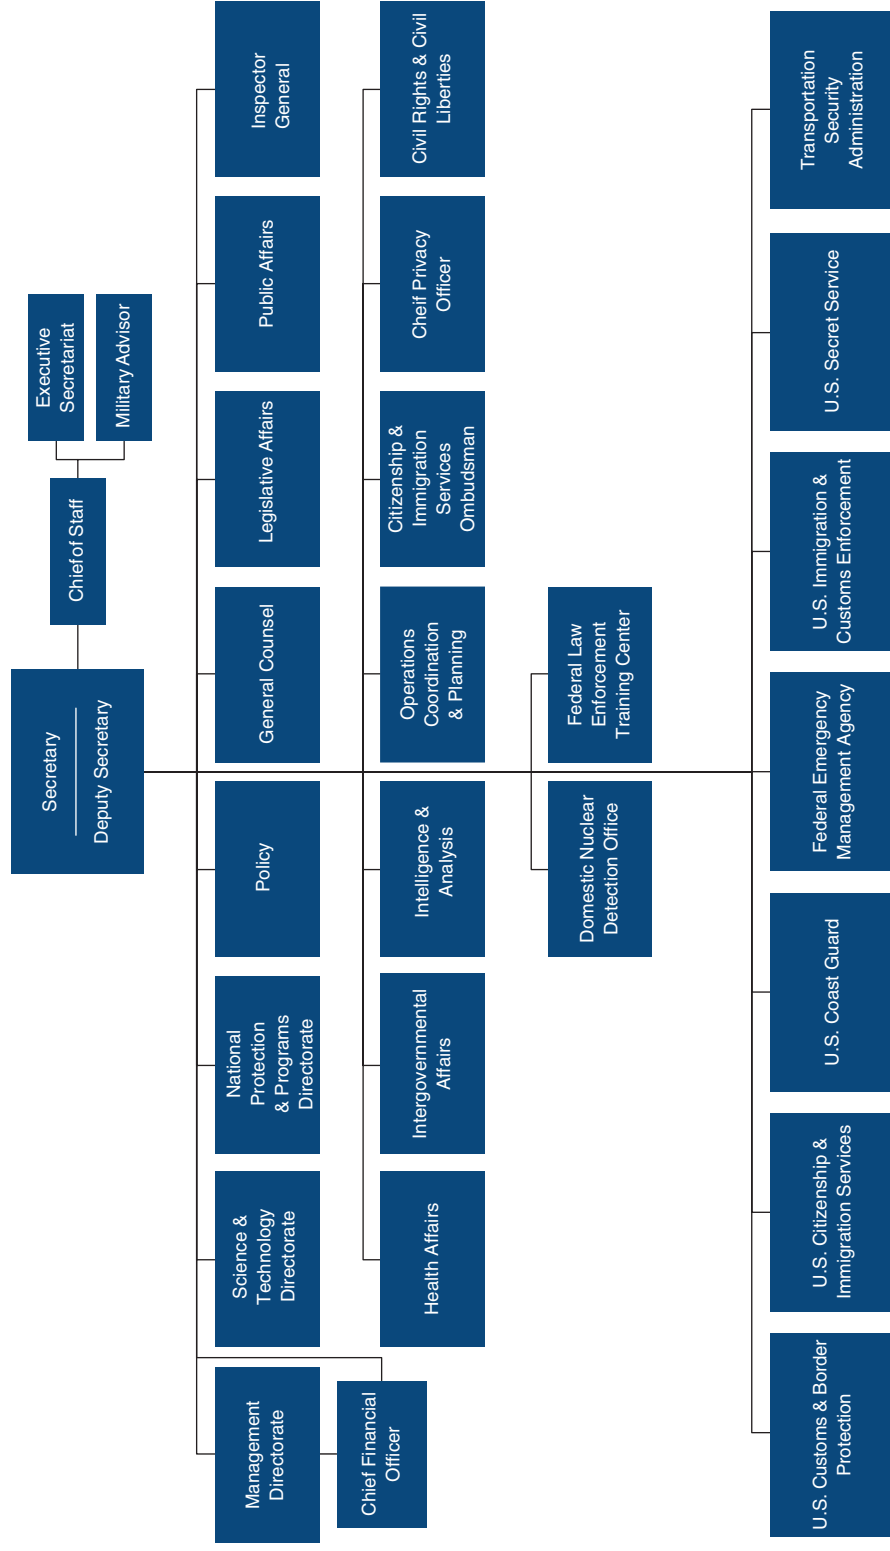 Secretary
Deputy Secretary
Chief of Staff
Executive
Secretariat
Military Advisor
Management
Directorate
Chief Financial
Officer
Science &
Technology
Directorate
National
Protection
& Programs
Directorate
Policy
General Counsel
Legislative Affairs
Public Affairs
Inspector
General
Health Affairs
Intergovernmental
Affairs
Intelligence &
Analysis
Operations
Coordination
& Planning
Citizenship &
Immigration
Services
Ombudsman
Cheif Privacy
Officer
Civil Rights & Civil
Liberties
Domestic Nuclear
Detection Office
Federal Law
Enforcement
Training Center
U.S. Customs & Border
Protection
U.S. Citizenship &
Immigration Services
U.S. Coast Guard
Federal Emergency
Management Agency
U.S. Immigration &
Customs Enforcement
U.S. Secret Service
Transportation
Security
Administration